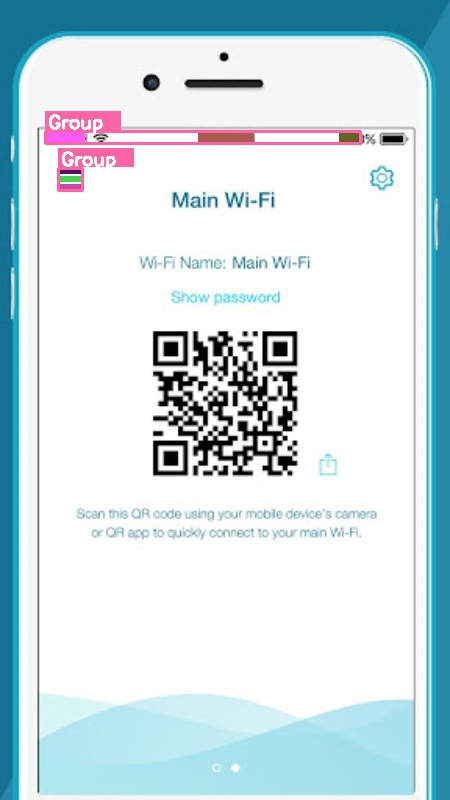 Group
%
Group
Main Wi-Fi
Wi-Fi Name: Main Wi-Fi
Show password
Scan this QR code using your mobile device's camera
or QR app to quickly connect to your main Wi-Fi.